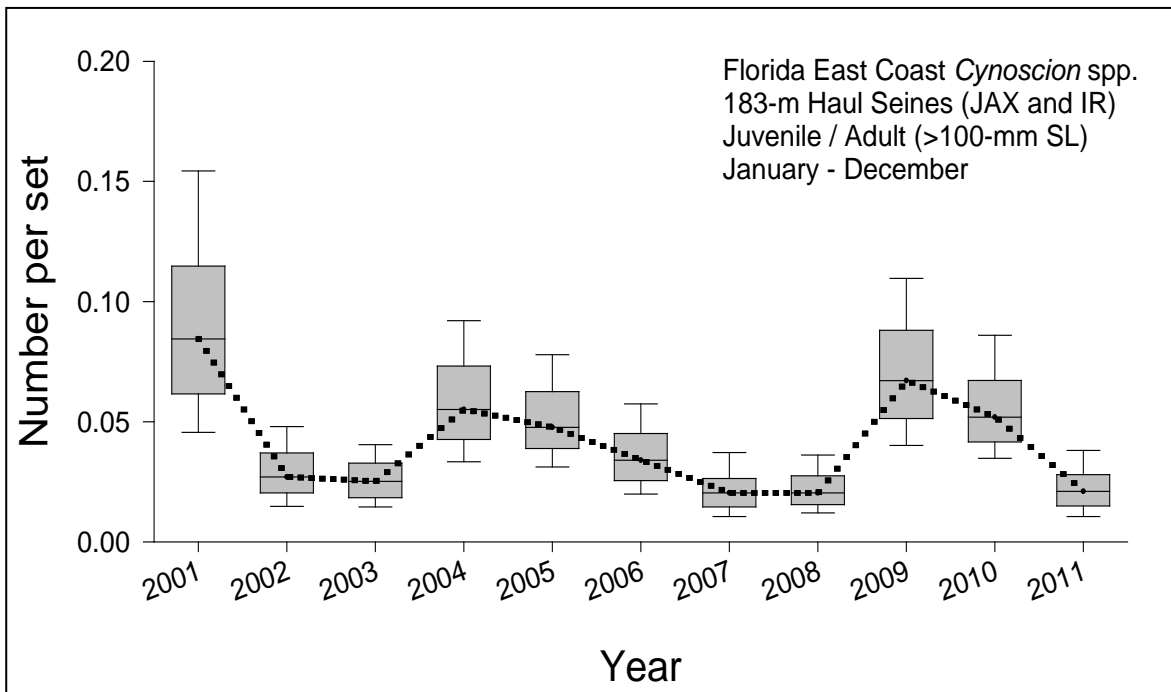 Florida East Coast Cynoscion spp.
183-m Haul Seines (JAX and IR)
Juvenile / Adult (>100-mm SL)
January - December
Number per set
0.20
0.15
0.10
0.05
0.00
2001 2002 2003 2004 2005 2006 2007 2008 2009 2010 2011
Year